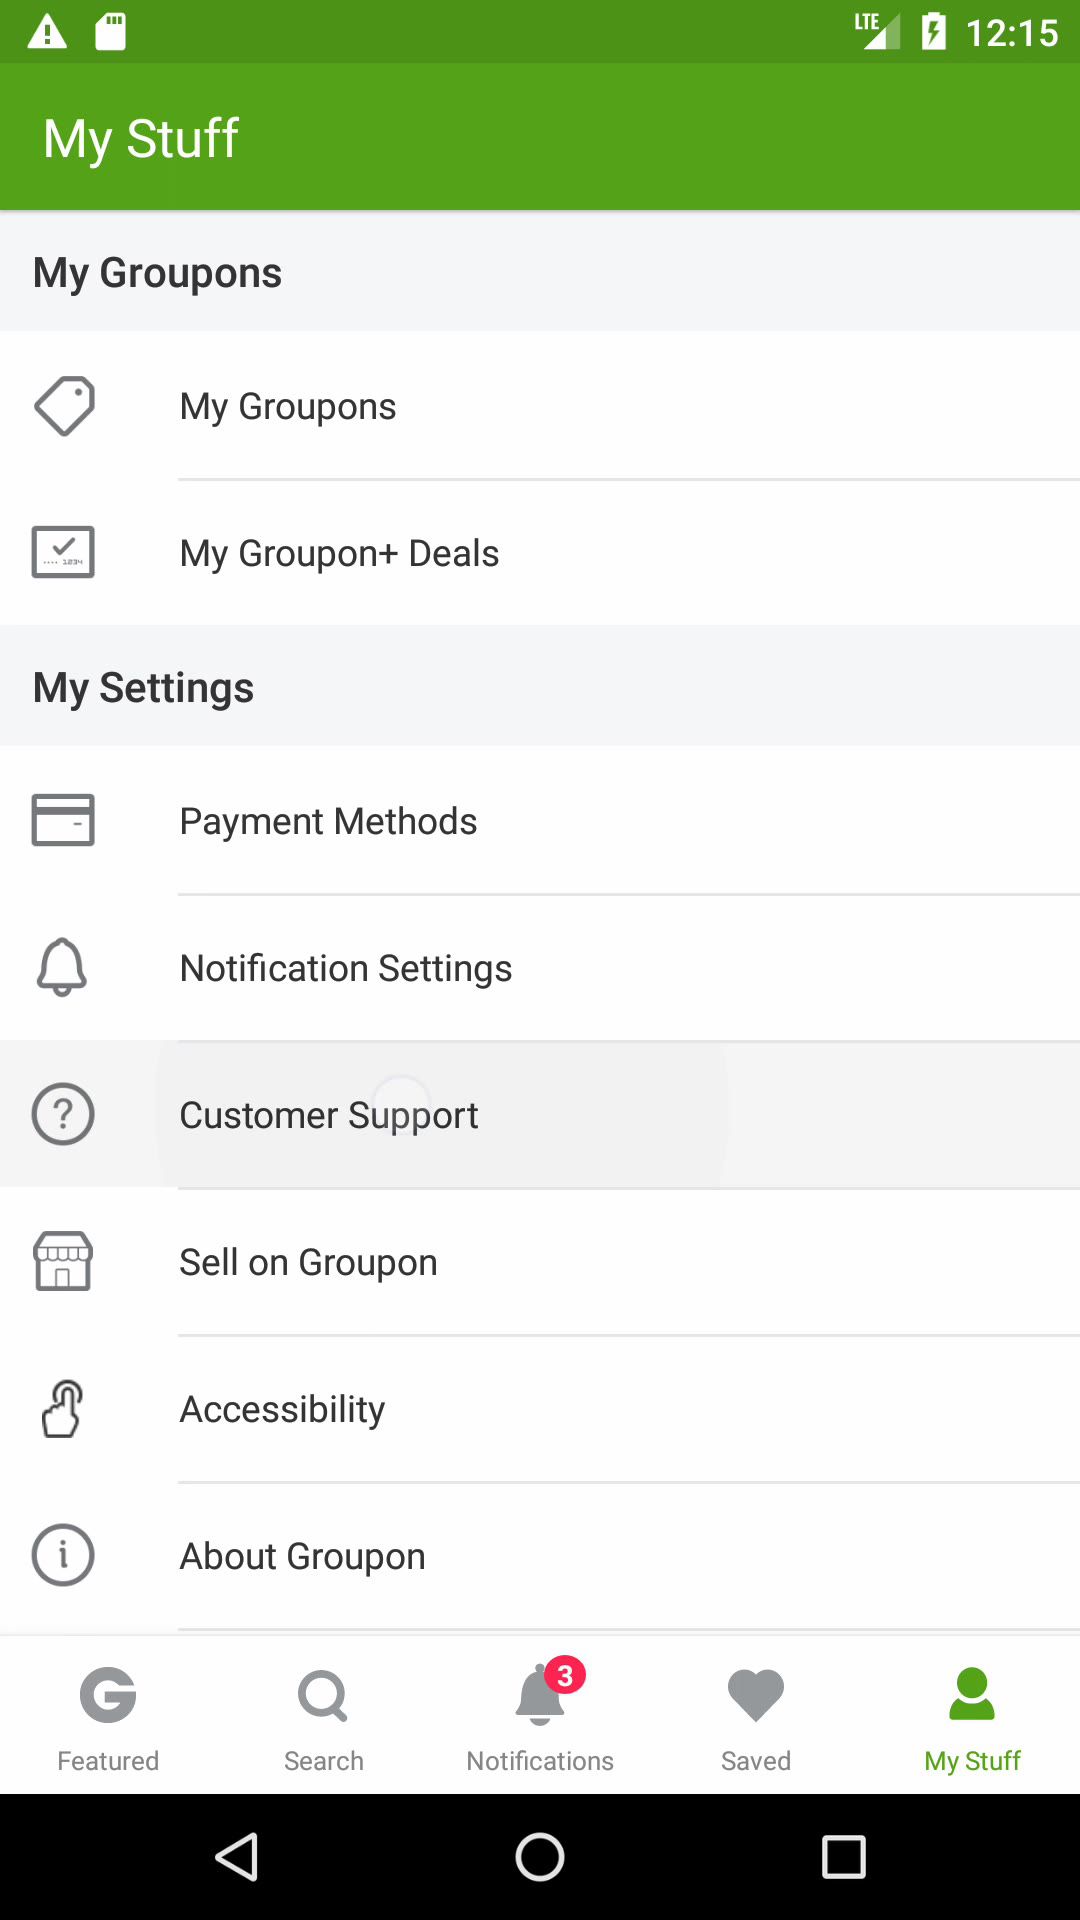 LTE 12:15
My Stuff
My Groupons
My Groupons
1234
My Groupon+ Deals
My Settings
Payment Methods
Notification Settings
?
Customer Support
Sell on Groupon
Accessibility
i
About Groupon
G
3
Featured Search Notifications Saved My Stuff